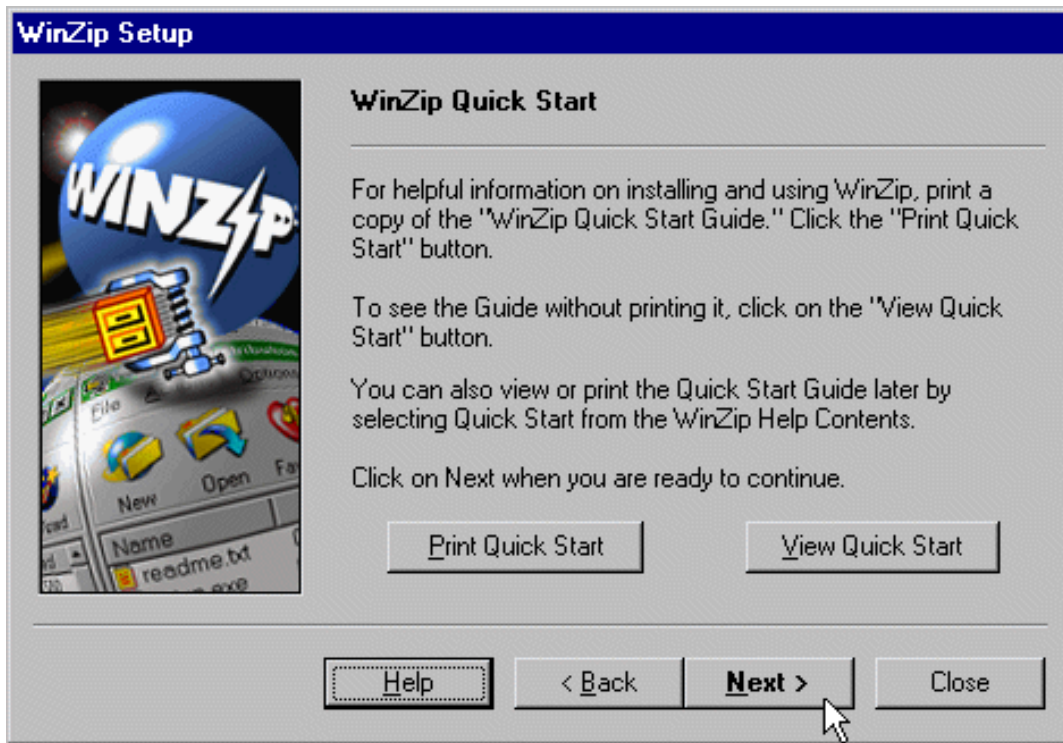 WinZip Setup
WINZIP
File
Options
New
Open
Name
readme.txt
WinZip Quick Start
For helpful information on installing and using WinZip, print a
copy of the "WinZip Quick Start Guide." Click the "Print Quick
Start" button.
To see the Guide without printing it, click on the "View Quick
Start" button.
You can also view or print the Quick Start Guide later by
selecting Quick Start from the WinZip Help Contents.
Click on Next when you are ready to continue.
Print Quick Start
View Quick Start
Help
< Back
Next >
Close